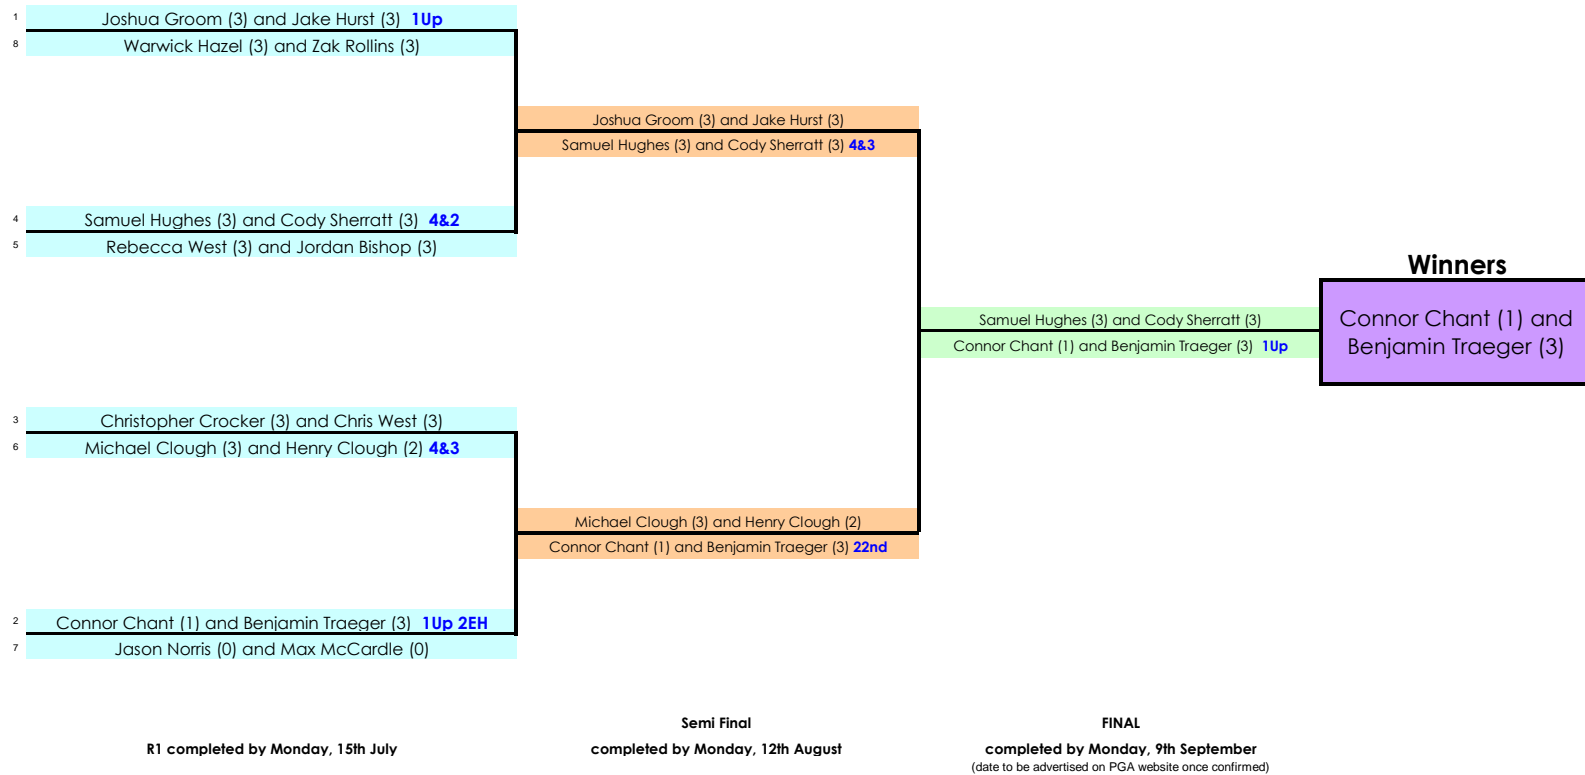 1 Joshua Groom (3) and Jake Hurst (3) 1Up
8 Warwick Hazel (3) and Zak Rollins (3)
Joshua Groom (3) and Jake Hurst (3)
Samuel Hughes (3) and Cody Sherratt (3) 4&3
4 Samuel Hughes (3) and Cody Sherratt (3) 4&2
5 Rebecca West (3) and Jordan Bishop (3)
Winners
Samuel Hughes (3) and Cody Sherratt (3)
Connor Chant (1) and Benjamin Traeger (3) 1Up
Connor Chant (1) and
Benjamin Traeger (3)
3 Christopher Crocker (3) and Chris West (3)
6 Michael Clough (3) and Henry Clough (2) 4&3
Michael Clough (3) and Henry Clough (2)
Connor Chant (1) and Benjamin Traeger (3) 22nd
2 Connor Chant (1) and Benjamin Traeger (3) 1Up 2EH
7 Jason Norris (0) and Max McCardle (0)
Semi Final
FINAL
R1 completed by Monday, 15th July
completed by Monday, 12th August
completed by Monday, 9th September
(date to be advertised on PGA website once confirmed)